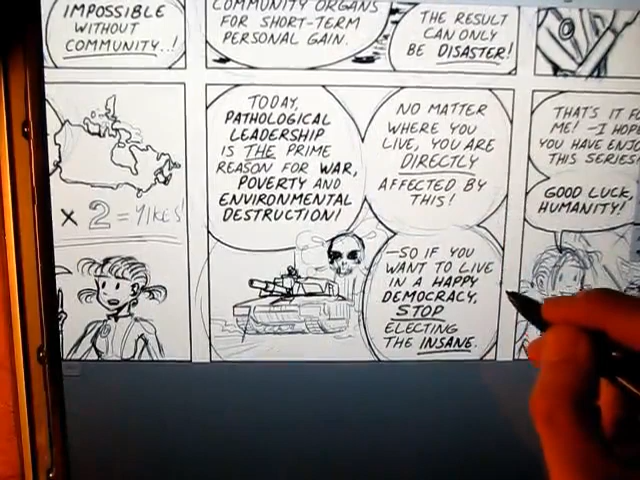 IMPOSSIBLE
WITHOUT
COMMUNITY..!
COMMUNITY ORGANS
FOR SHORT-TERM
PERSONAL GAIN.
THE RESULT
CAN ONLY
BE DISASTER!
× 2 = YIKES!
TODAY,
PATHOLOGICAL
LEADERSHIP
IS THE PRIME
REASON FOR WAR,
POVERTY AND
ENVIRONMENTAL
DESTRUCTION!
NO MATTER
WHERE YOU
LIVE, YOU ARE
DIRECTLY
AFFECTED BY
THIS!
—SO IF YOU
WANT TO LIVE
IN A HAPPY
DEMOCRACY,
STOP
ELECTING
THE INSANE.
THAT'S IT
ME! —I
YOU HAVE
THIS SERIES
GOOD LUCK,
HUMANITY!